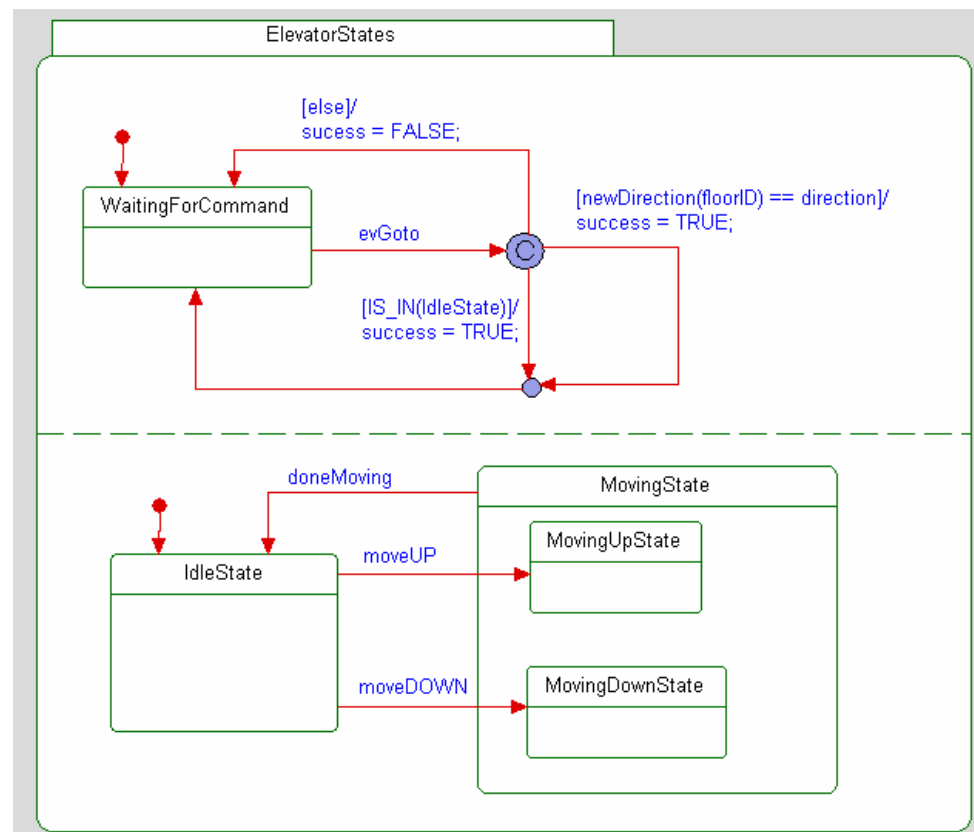 ElevatorStates
[else]/
sucess = FALSE;
WaitingForCommand
[newDirection(floorID) == direction]/
success = TRUE;
evGoto
C
[IS_IN(IdleState)]/
success = TRUE;
doneMoving
MovingState
MovingUpState
moveUP
IdleState
moveDOWN
MovingDownState